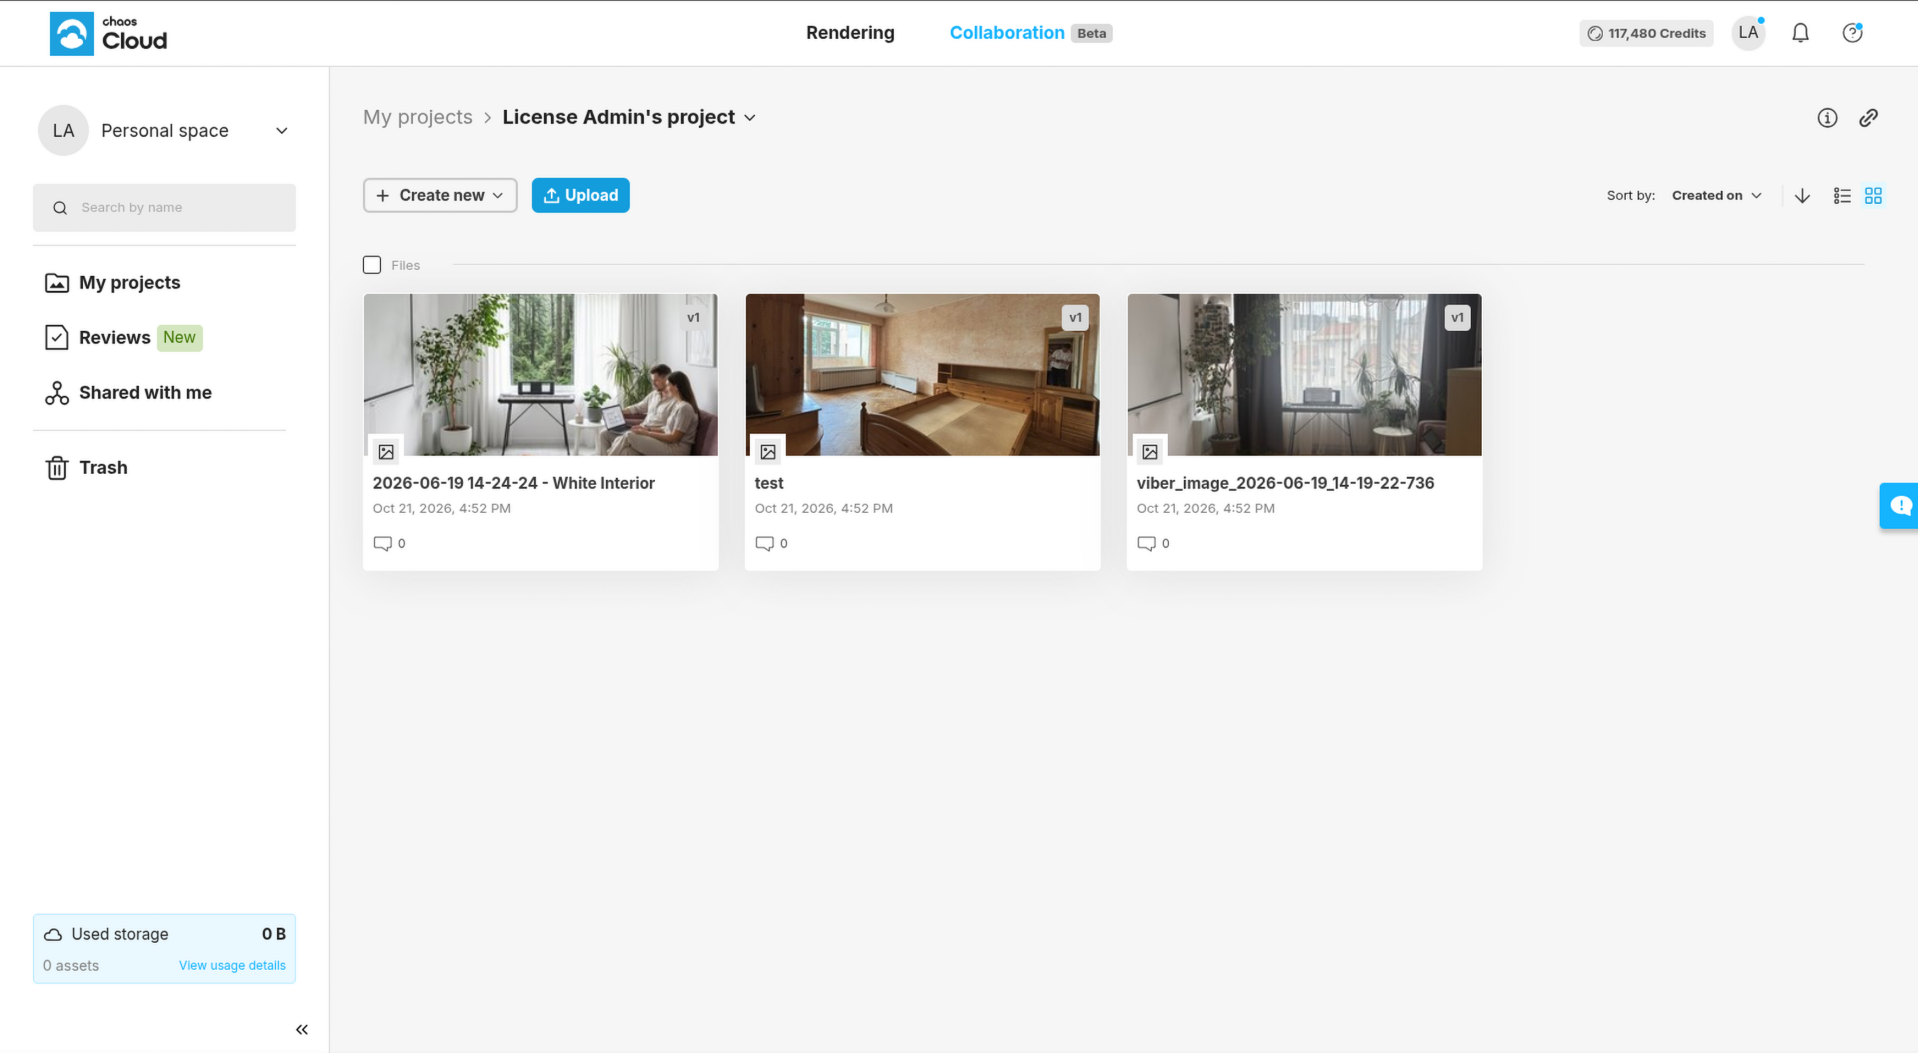 chaos
Cloud
Rendering
Collaboration Beta
117,480 Credits
LA
LA Personal space
Search by name
My projects
Reviews New
Shared with me
Trash
My projects > License Admin's project
+ Create new
Upload
Sort by: Created on
Files
v1
2026-06-19 14-24-24 - White Interior
Oct 21, 2026, 4:52 PM
0
v1
test
Oct 21, 2026, 4:52 PM
0
v1
viber_image_2026-06-19_14-19-22-736
Oct 21, 2026, 4:52 PM
0
Used storage 0 B
0 assets View usage details